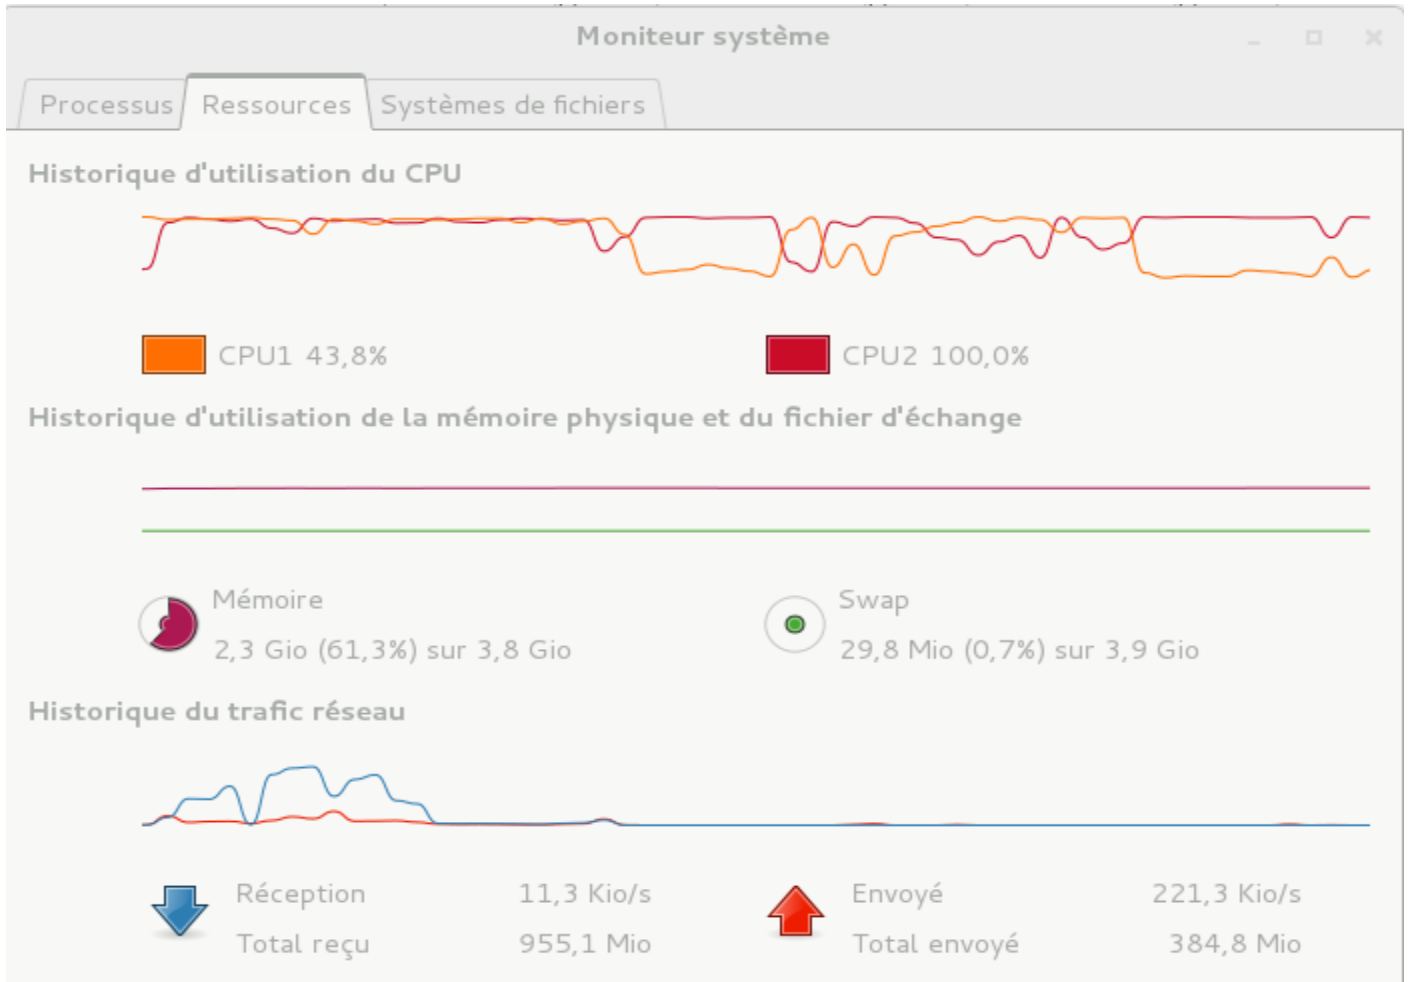 Moniteur système
Processus Ressources Systèmes de fichiers
Historique d'utilisation du CPU
CPU1 43,8% CPU2 100,0%
Historique d'utilisation de la mémoire physique et du fichier d'échange
Mémoire Swap
2,3 Gio (61,3%) sur 3,8 Gio 29,8 Mio (0,7%) sur 3,9 Gio
Historique du trafic réseau
Réception 11,3 Kio/s Envoyé 221,3 Kio/s
Total reçu 955,1 Mio Total envoyé 384,8 Mio